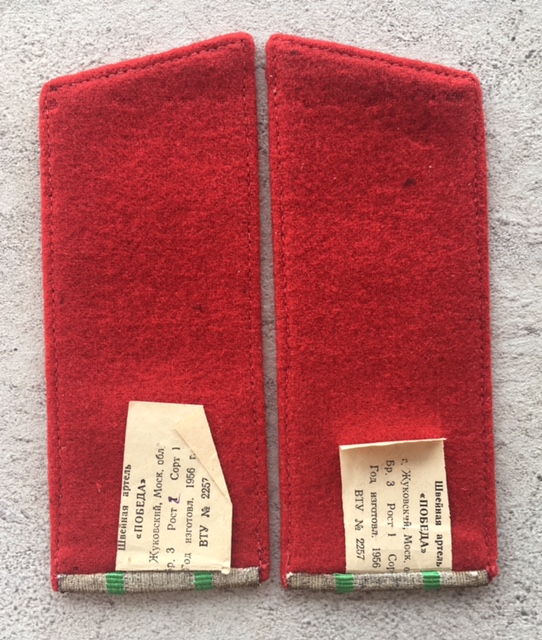 Швейная артель
«ПОБЕДА»
Жуковский, Моск. обл
Бр. 3 Рост 1 Сорт 1
Год изготовл. 1956 г.
ВТУ № 2257
Швейная артель
«ПОБЕДА»
г. Жуковский, Моск. о
Бр. 3 Рост 1 Сор
Год изготовл. 1956
ВТУ № 2257